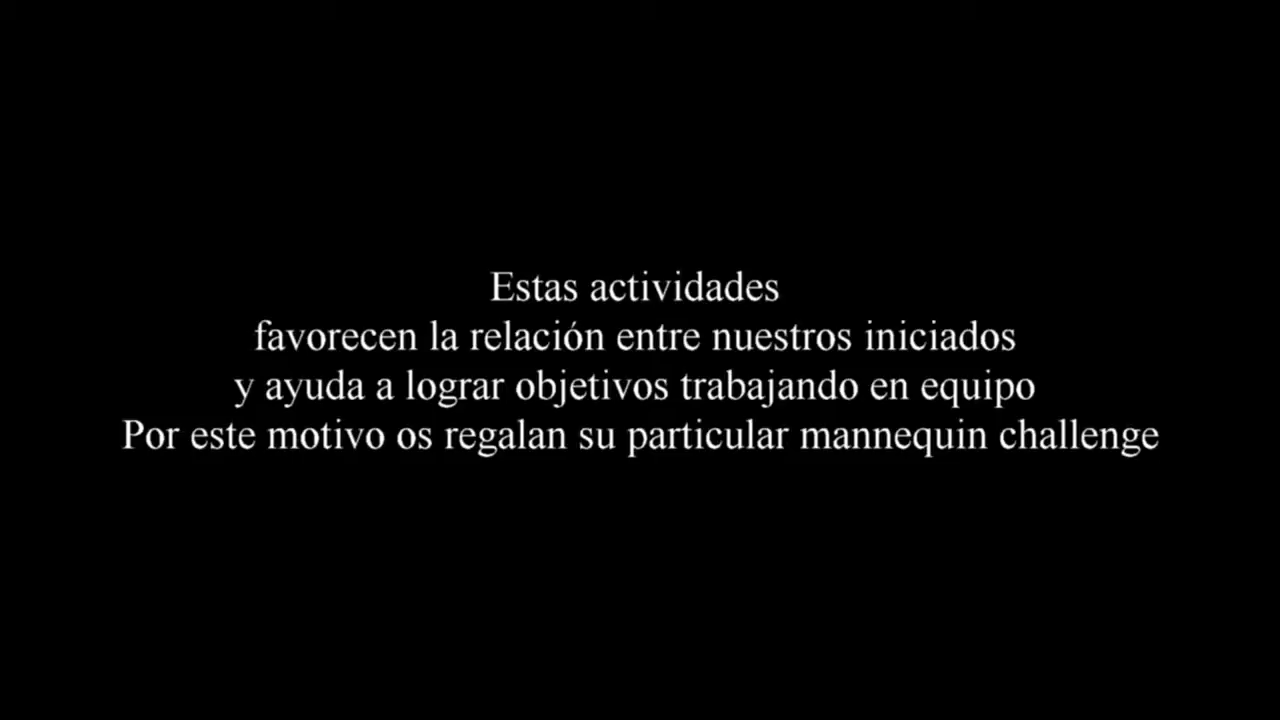 Estas actividades
favorecen la relación entre nuestros iniciados
y ayuda a lograr objetivos trabajando en equipo
Por este motivo os regalan su particular mannequin challenge